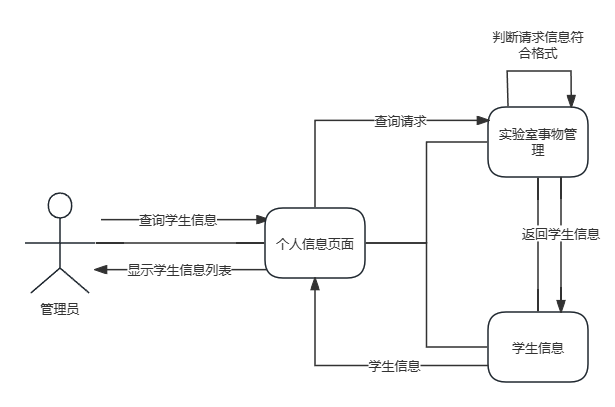 判断请求信息符
合格式
查询请求
实验室事物管
理
查询学生信息
个人信息页面
返回学生信息
显示学生信息列表
管理员
学生信息
学生信息